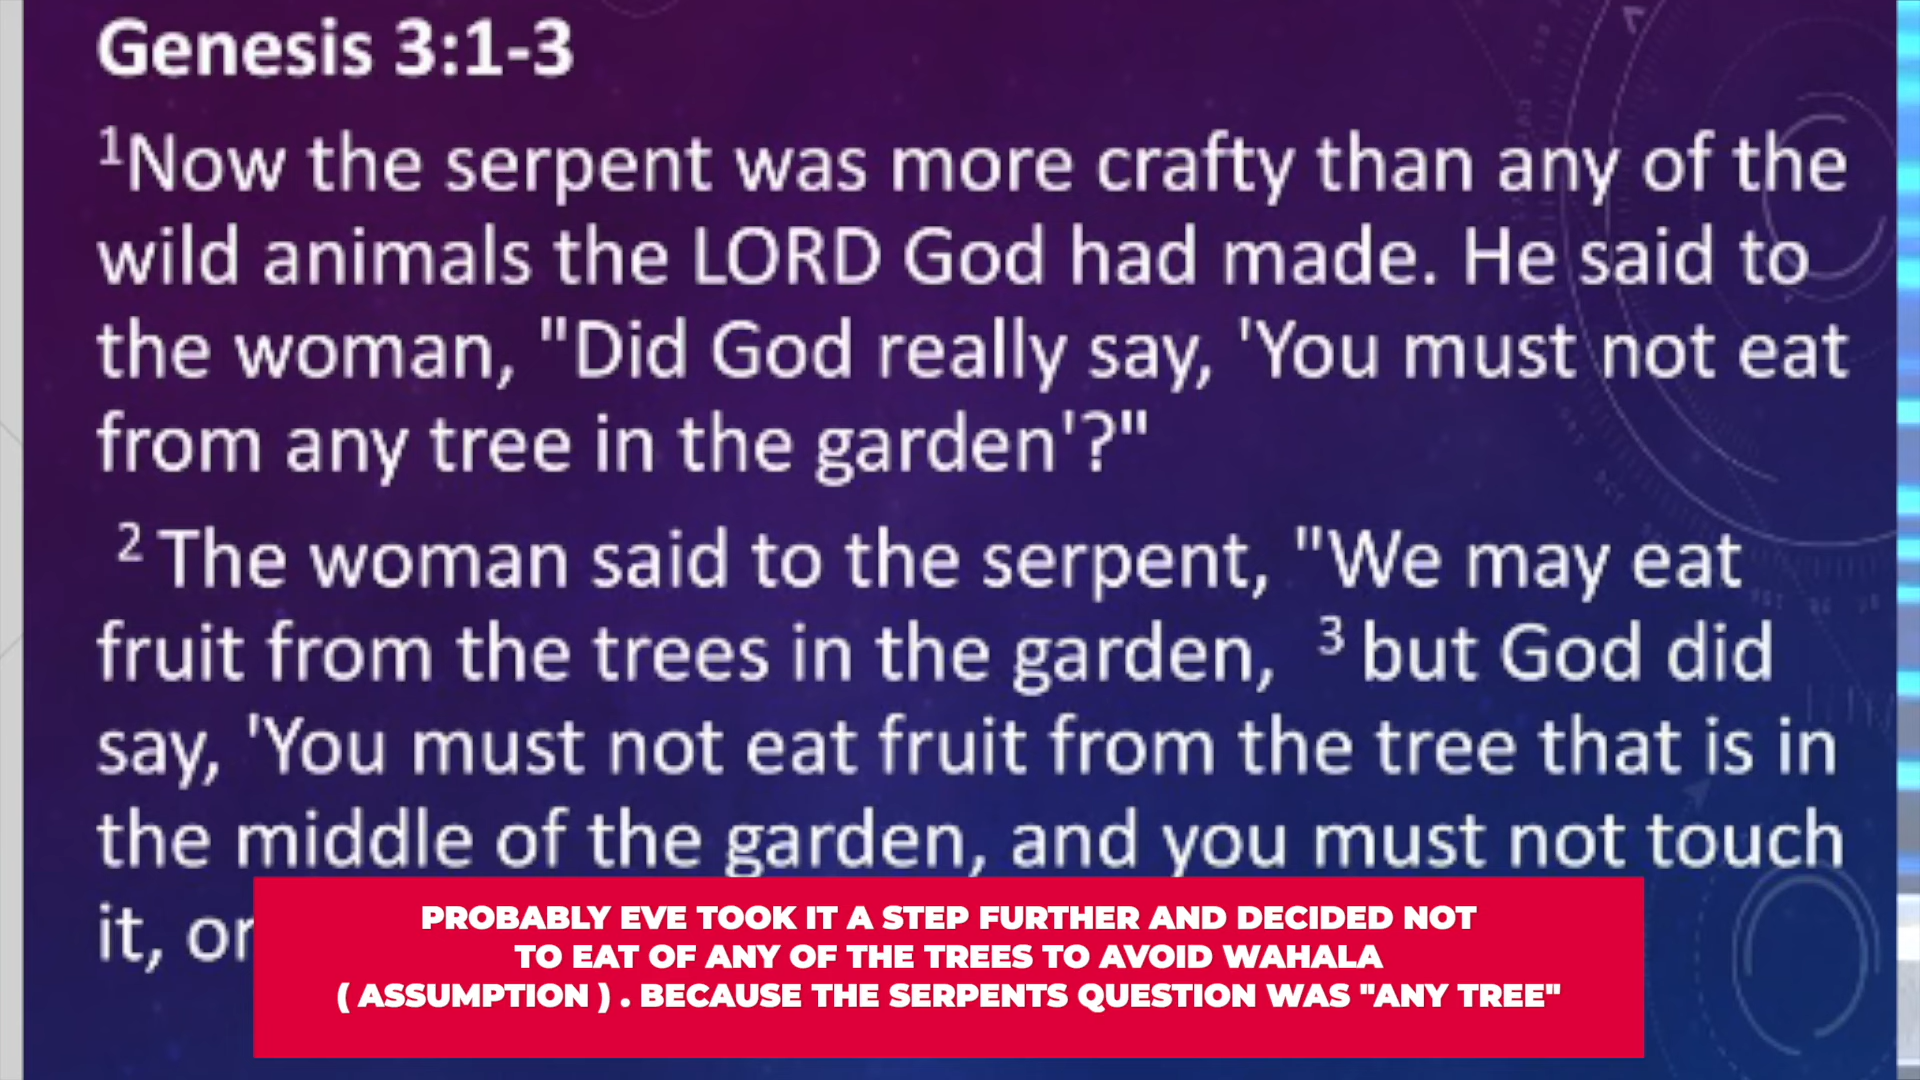 Genesis 3:1-3
1Now the serpent was more crafty than any of the
wild animals the LORD God had made. He said to
the woman, "Did God really say, 'You must not eat
from any tree in the garden'?"
2 The woman said to the serpent, "We may eat
fruit from the trees in the garden, 3 but God did
say, 'You must not eat fruit from the tree that is in
the middle of the garden, and you must not touch
it, or
PROBABLY EVE TOOK IT A STEP FURTHER AND DECIDED NOT
TO EAT OF ANY OF THE TREES TO AVOID WAHALA
( ASSUMPTION ) . BECAUSE THE SERPENTS QUESTION WAS "ANY TREE"